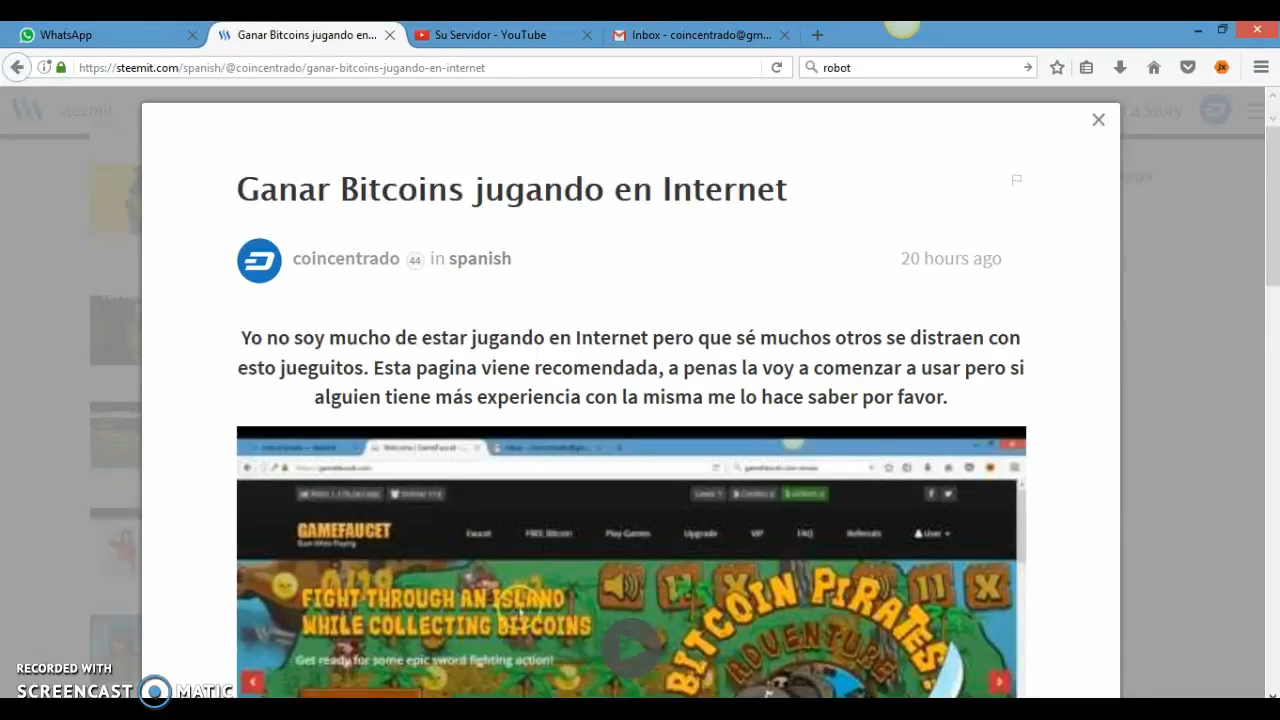 WhatsApp
Ganar Bitcoins jugando en...
Su Servidor - YouTube
Inbox - coincentrado@gm...
https://steemit.com/spanish/@coincentrado/ganar-bitcoins-jugando-en-internet
robot
steemit
t a Story
Ganar Bitcoins jugando en Internet
coincentrado 44 in spanish
20 hours ago
Yo no soy mucho de estar jugando en Internet pero que sé muchos otros se distraen con
esto jueguitos. Esta pagina viene recomendada, a penas la voy a comenzar a usar pero si
alguien tiene más experiencia con la misma me lo hace saber por favor.
GAMEFAUCET
Earn While Playing
Faucet
FREE Bitcoin
Play Games
Upgrade
VIP
FAQ
Referrals
User
FIGHT THROUGH AN ISLAND
WHILE COLLECTING BITCOINS
Get ready for some epic sword fighting action!
BITCOIN PIRATES
ADVENTURE
RECORDED WITH
SCREENCAST MATIC